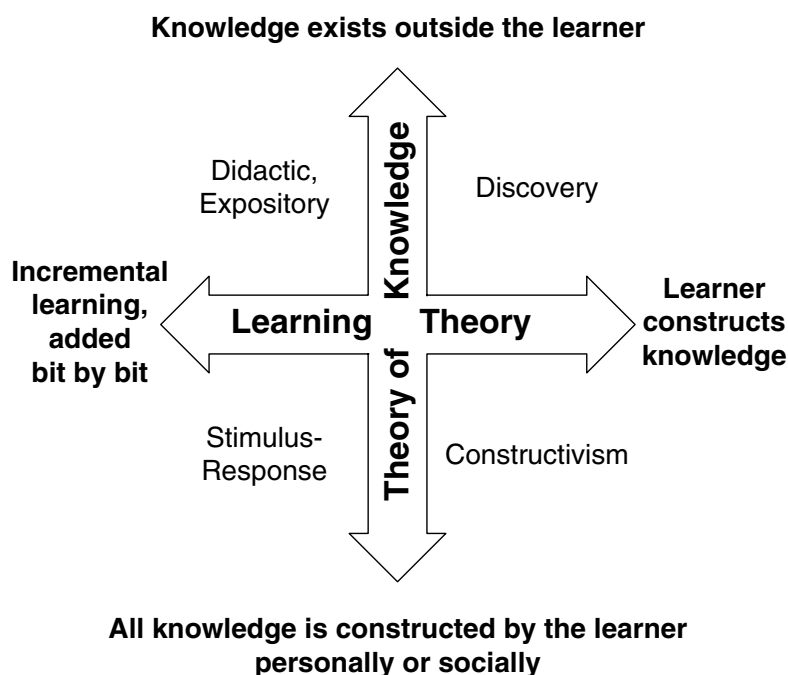 Knowledge exists outside the learner
Didactic,
Expository
Discovery
Incremental
learning,
added
bit by bit
Learning Theory
Theory of Knowledge
Learner
constructs
knowledge
Stimulus-
Response
Constructivism
All knowledge is constructed by the learner
personally or socially